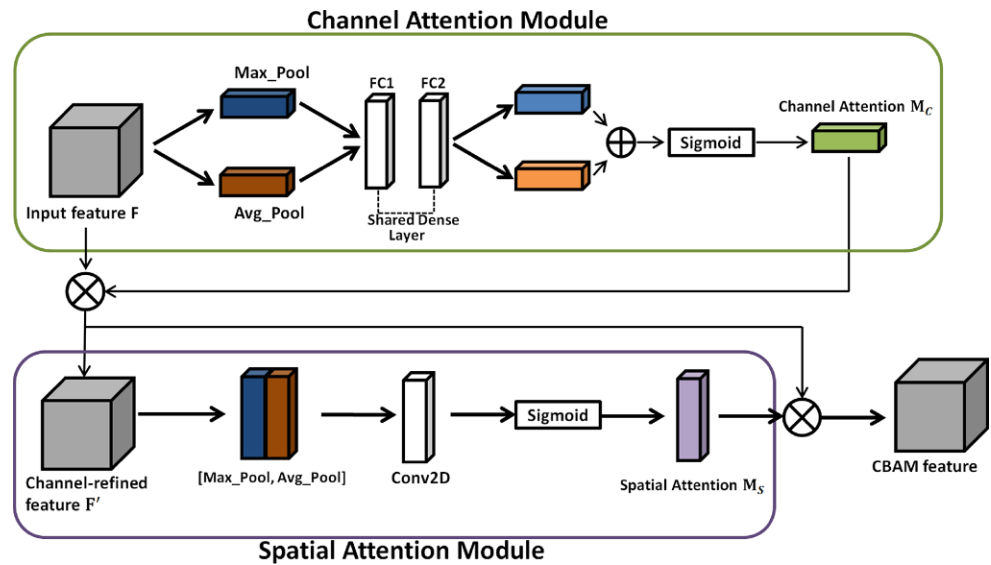 Channel Attention Module
Max_Pool
FC1
FC2
Channel Attention M_C
Sigmoid
Input feature F
Avg_Pool
Shared Dense
Layer
[Max_Pool, Avg_Pool]
Conv2D
Sigmoid
Spatial Attention M_S
CBAM feature
Channel-refined
feature F'
Spatial Attention Module